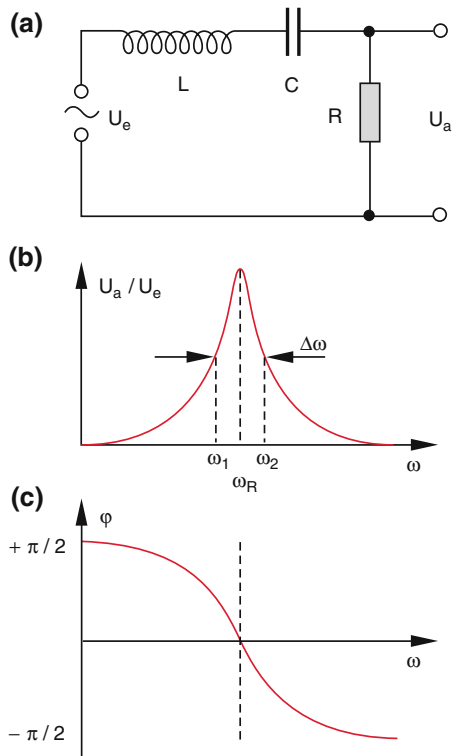 (a)
L
C
U_e
R
U_a
(b)
U_a / U_e
Δω
ω_1
ω_2
ω
ω_R
(c)
φ
+ π / 2
ω
− π / 2